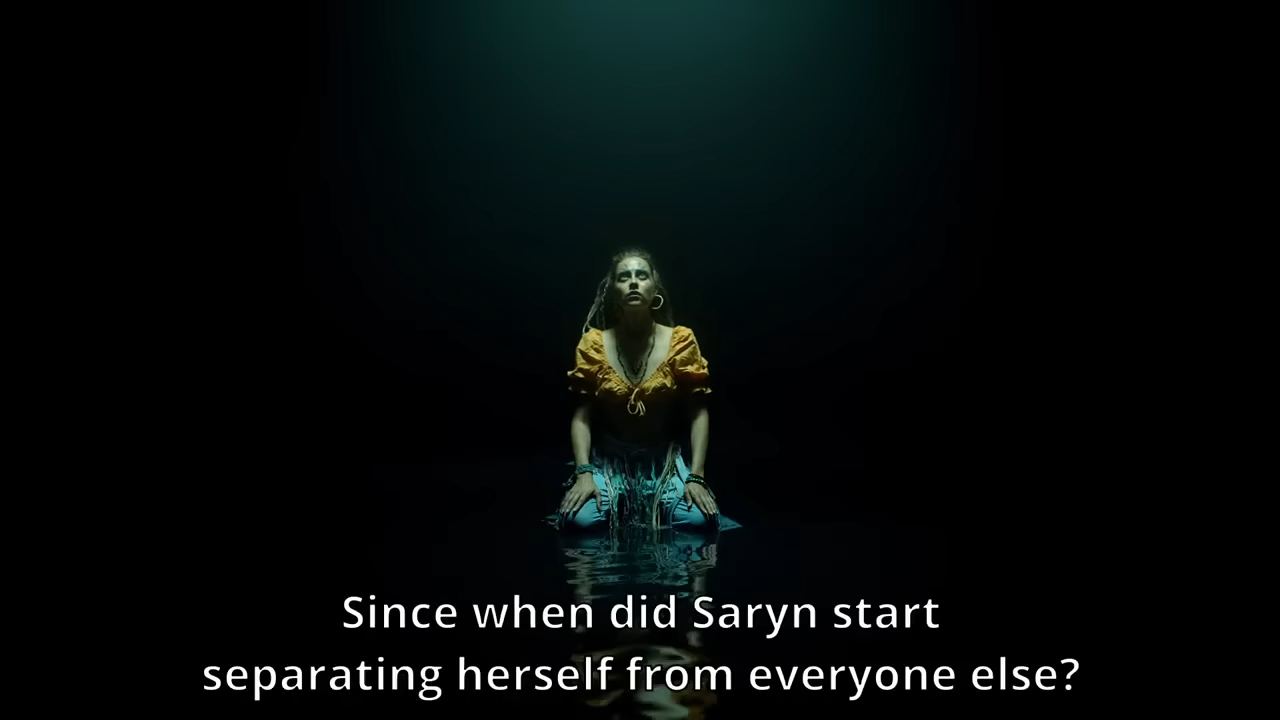 Since when did Saryn start
separating herself from everyone else?